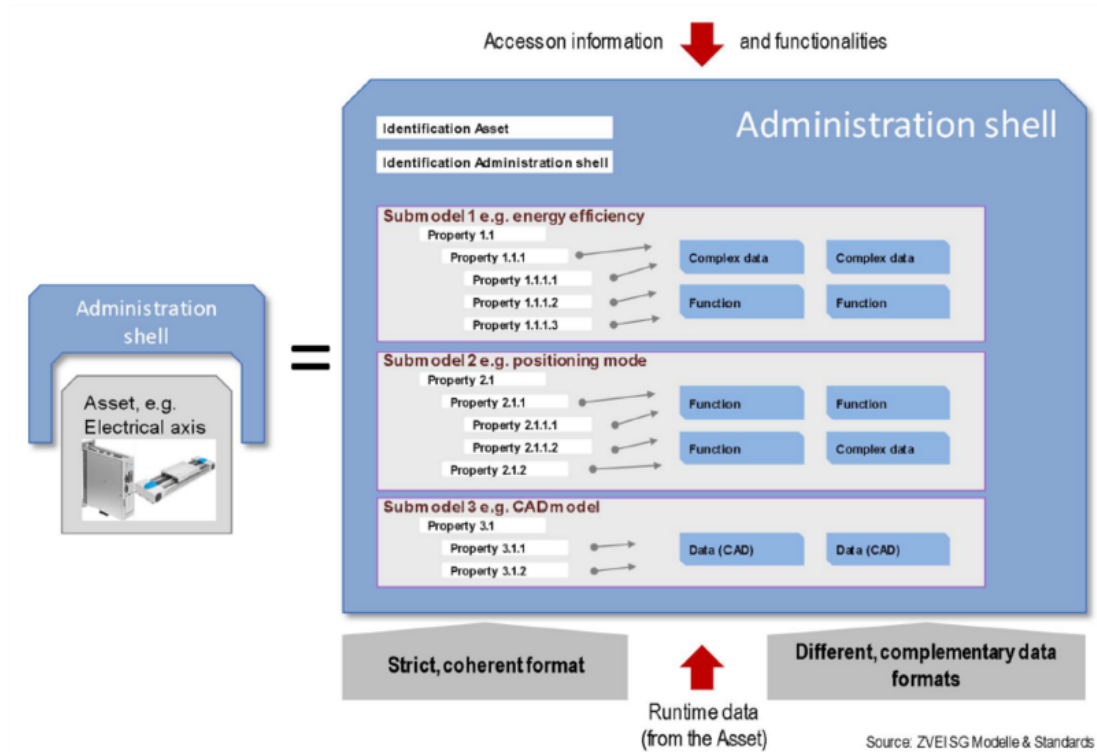 Access on information and functionalities
Administration shell
Identification Asset
Identification Administration shell
Submodel 1 e.g. energy efficiency
Property 1.1
Property 1.1.1
Property 1.1.1.1
Property 1.1.1.2
Property 1.1.1.3
Complex data
Complex data
Function
Function
Administration
shell
Asset, e.g.
Electrical axis
=
Submodel 2 e.g. positioning mode
Property 2.1
Property 2.1.1
Property 2.1.1.1
Property 2.1.1.2
Property 2.1.2
Function
Function
Function
Complex data
Submodel 3 e.g. CAD model
Property 3.1
Property 3.1.1
Property 3.1.2
Data (CAD)
Data (CAD)
Strict, coherent format
Different, complementary data
formats
Runtime data
(from the Asset)
Source: ZVEI SG Modelle & Standards